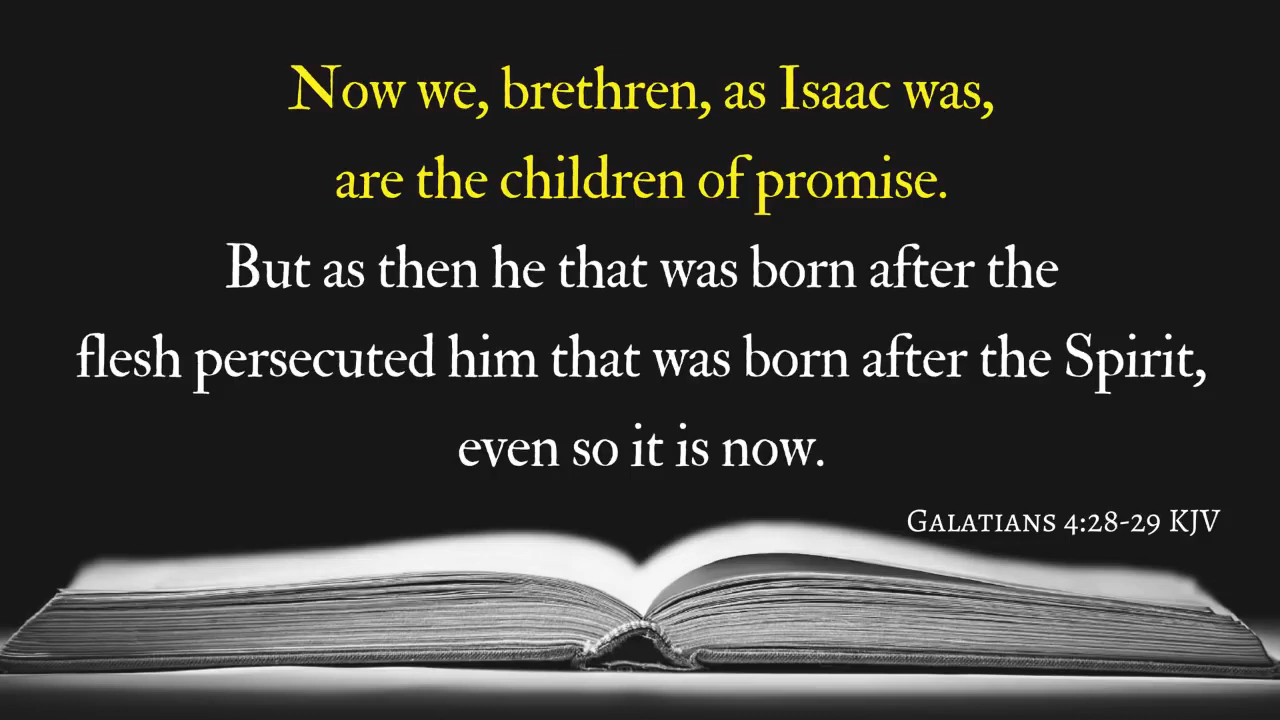 Now we, brethren, as Isaac was,
are the children of promise.
But as then he that was born after the
flesh persecuted him that was born after the Spirit,
even so it is now.
Galatians 4:28-29 KJV